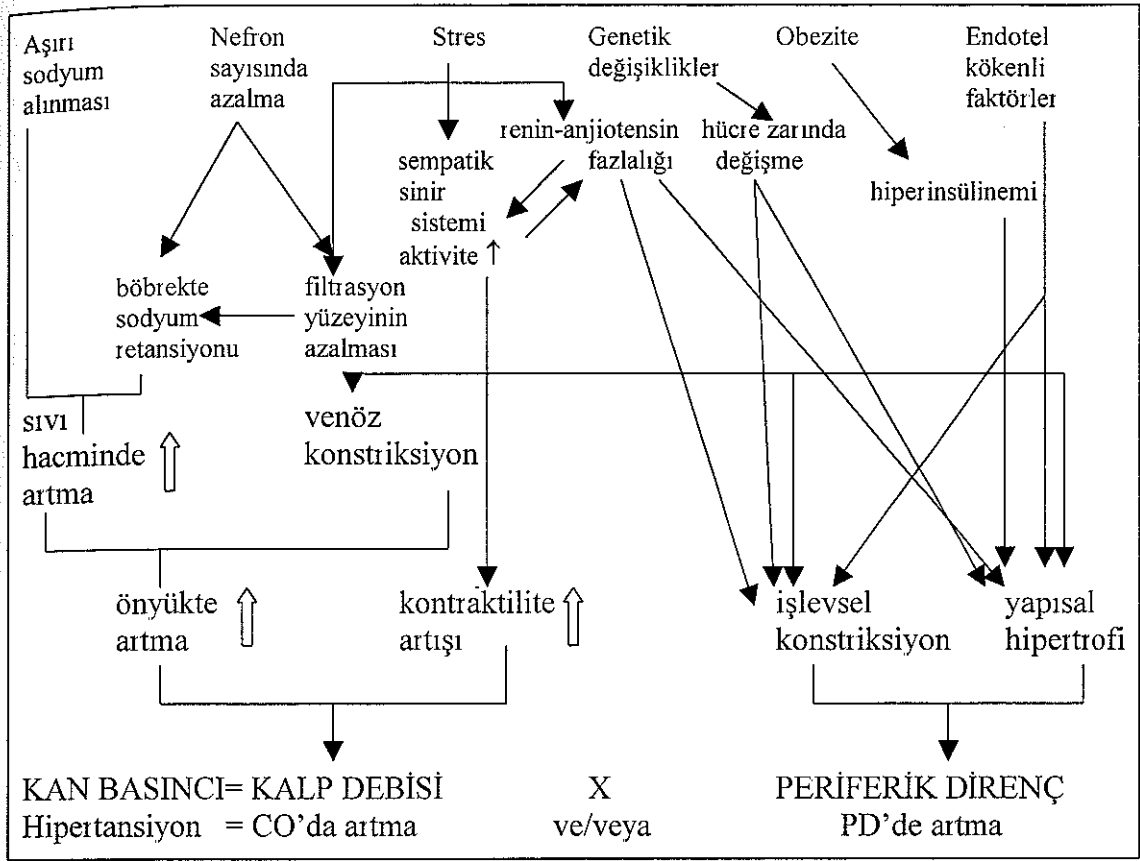 Aşırı
sodyum
alınması
Nefron
sayısında
azalma
Stres
Genetik
değişiklikler
Obezite
Endotel
kökenli
faktörler
renin-anjiotensin
fazlalığı
hücre zarında
değişme
sempatik
sinir
sistemi
aktivite ↑
hiperinsülinemi
böbrekte
sodyum
retansiyonu
filtrasyon
yüzeyinin
azalması
sıvı
hacminde
artma
venöz
konstriksiyon
önyükte
artma
kontraktilite
artışı
işlevsel
konstriksiyon
yapısal
hipertrofi
KAN BASINCI= KALP DEBİSİ X PERİFERİK DİRENÇ
Hipertansiyon = CO’da artma ve/veya PD’de artma